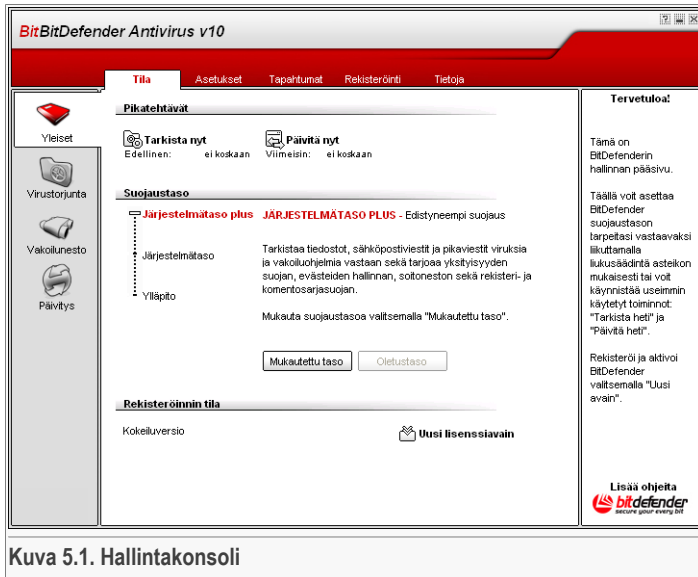 BitBitDefender Antivirus v10
Tila Asetukset Tapahtumat Rekisteröinti Tietoja
Yleiset
Virustorjunta
Vakoilunesto
Päivitys
Pikatehtävät
Tarkista nyt
Edellinen: ei koskaan
Päivitä nyt
Viimeisin: ei koskaan
Suojaustaso
Järjestelmätaso plus
Järjestelmätaso
Ylläpito
JÄRJESTELMÄTASO PLUS - Edistyneempi suojaus
Tarkistaa tiedostot, sähköpostiviestit ja pikaviestit viruksia
ja vakoiluohjelmia vastaan sekä tarjoaa yksityisyyden
suojan, evästeiden hallinnan, soitoneston sekä rekisteri- ja
komentosarjasuojan.
Mukauta suojaustasoa valitsemalla "Mukautettu taso".
Mukautettu taso Oletustaso
Rekisteröinnin tila
Kokeiluversio
Uusi lisenssiavain
Tervetuloa!
Tämä on
BitDefenderin
hallinnan pääsivu.
Täällä voit asettaa
BitDefender
suojaustason
tarpeitasi vastaavaksi
liikuttamalla
liukusäädintä asteikon
mukaisesti tai voit
käynnistää useimmin
käytetyt toiminnot:
"Tarkista heti" ja
"Päivitä heti".
Rekisteröi ja aktivoi
BitDefender
valitsemalla "Uusi
avain".
Lisää ohjeita
bitdefender
secure your every bit
Kuva 5.1. Hallintakonsoli